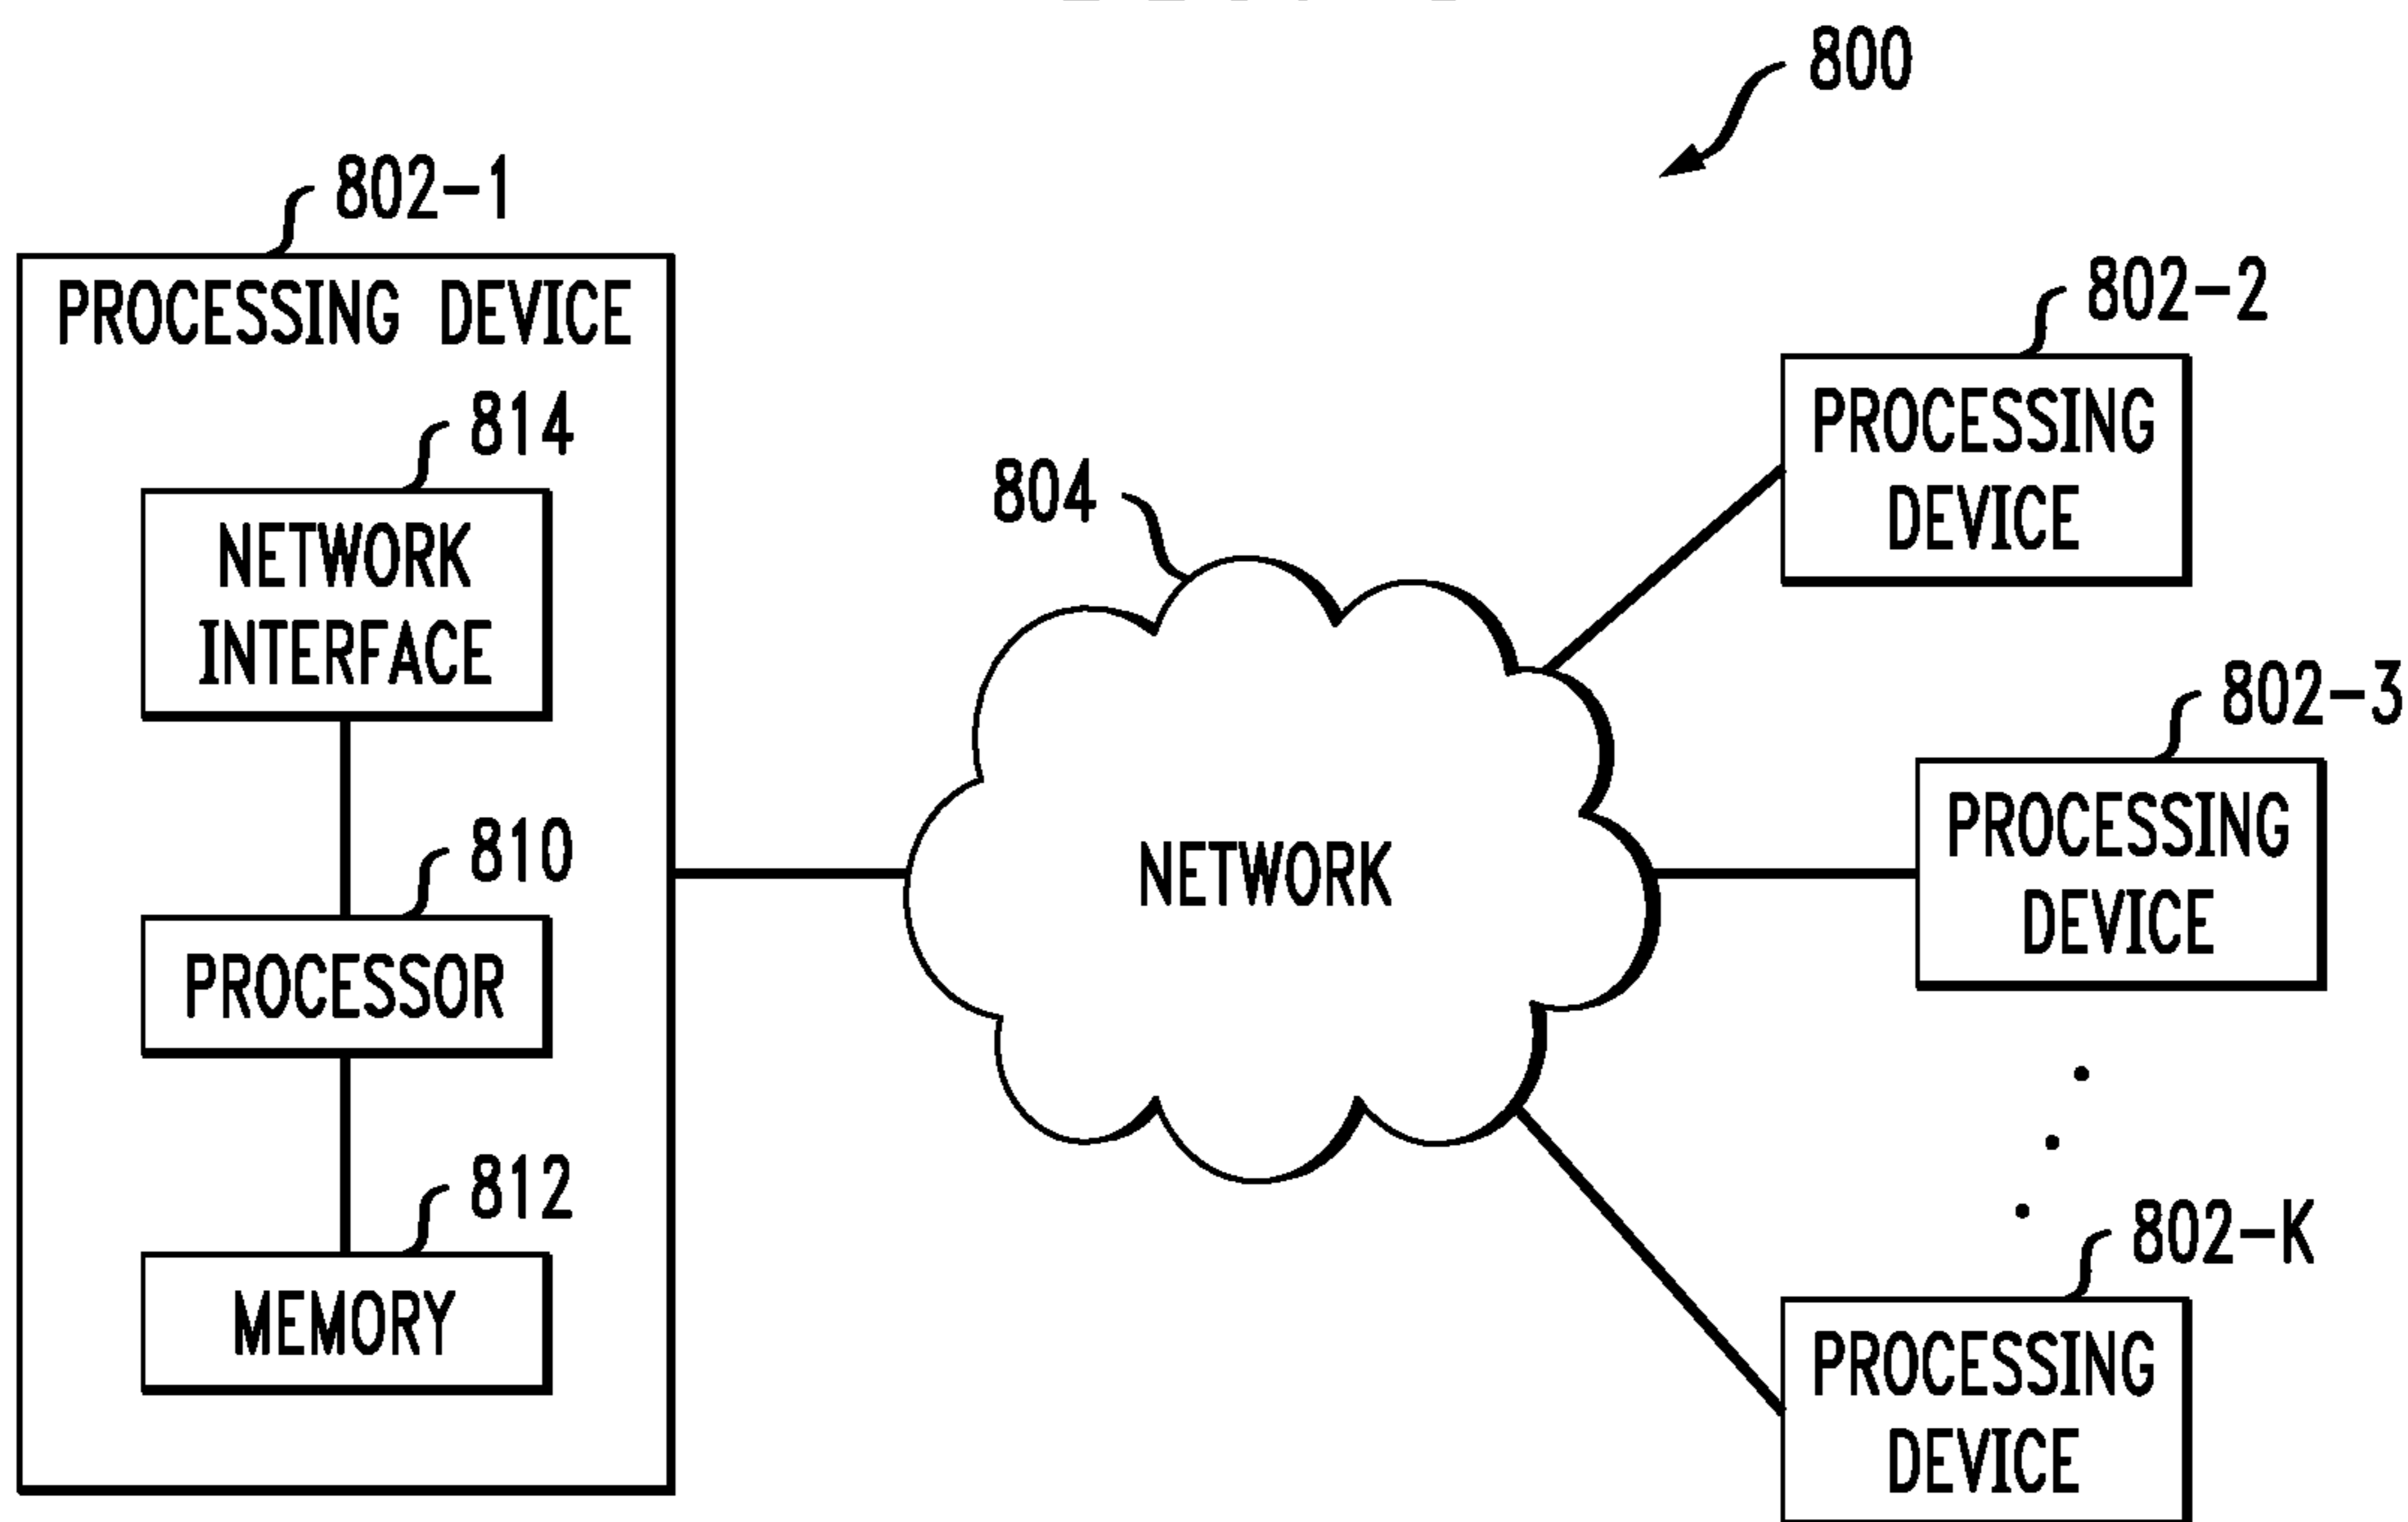 800
802-1
PROCESSING DEVICE
814
NETWORK
INTERFACE
810
PROCESSOR
812
MEMORY
804
NETWORK
802-2
PROCESSING
DEVICE
802-3
PROCESSING
DEVICE
802-K
PROCESSING
DEVICE